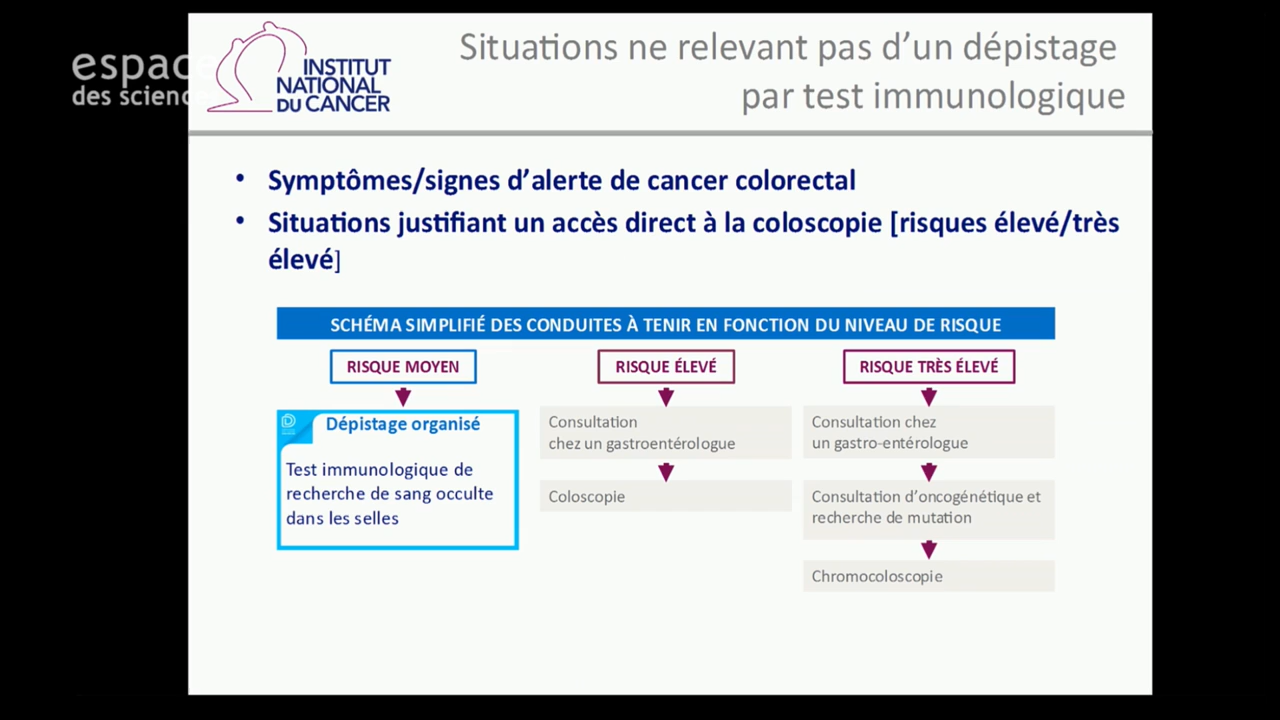 espace
des sciences
INSTITUT
NATIONAL
DU CANCER
Situations ne relevant pas d'un dépistage
par test immunologique
• Symptômes/signes d'alerte de cancer colorectal
• Situations justifiant un accès direct à la coloscopie [risques élevé/très
élevé]
SCHÉMA SIMPLIFIÉ DES CONDUITES À TENIR EN FONCTION DU NIVEAU DE RISQUE
RISQUE MOYEN
Dépistage organisé
Test immunologique de
recherche de sang occulte
dans les selles
RISQUE ÉLEVÉ
Consultation
chez un gastroentérologue
Coloscopie
RISQUE TRÈS ÉLEVÉ
Consultation chez
un gastro-entérologue
Consultation d'oncogénétique et
recherche de mutation
Chromocoloscopie